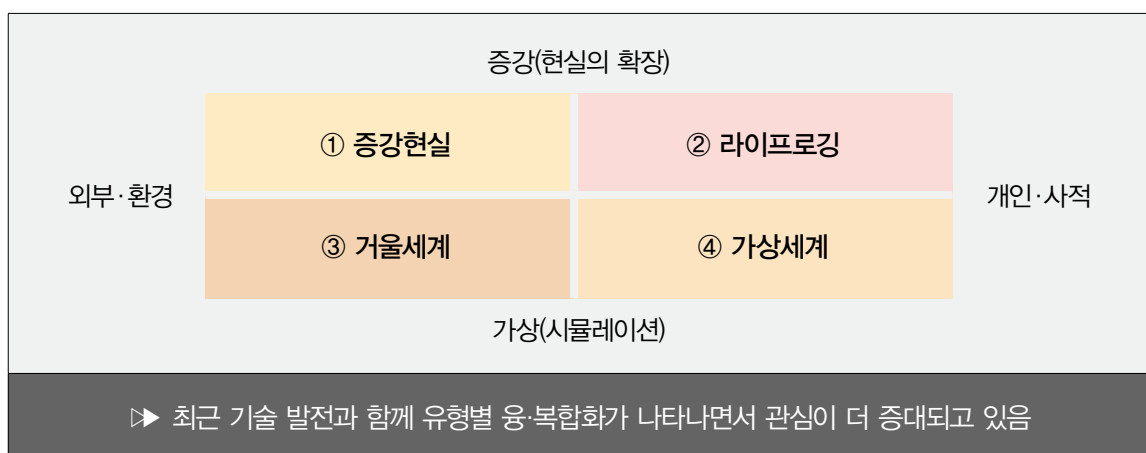 증강(현실의 확장)
① 증강현실
② 라이프로깅
외부·환경
개인·사적
③ 거울세계
④ 가상세계
가상(시뮬레이션)
▷▶ 최근 기술 발전과 함께 유형별 융·복합화가 나타나면서 관심이 더 증대되고 있음